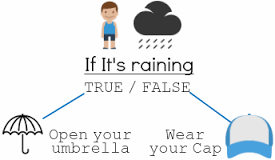 If It's raining
TRUE / FALSE
Open your
umbrella
Wear
your Cap